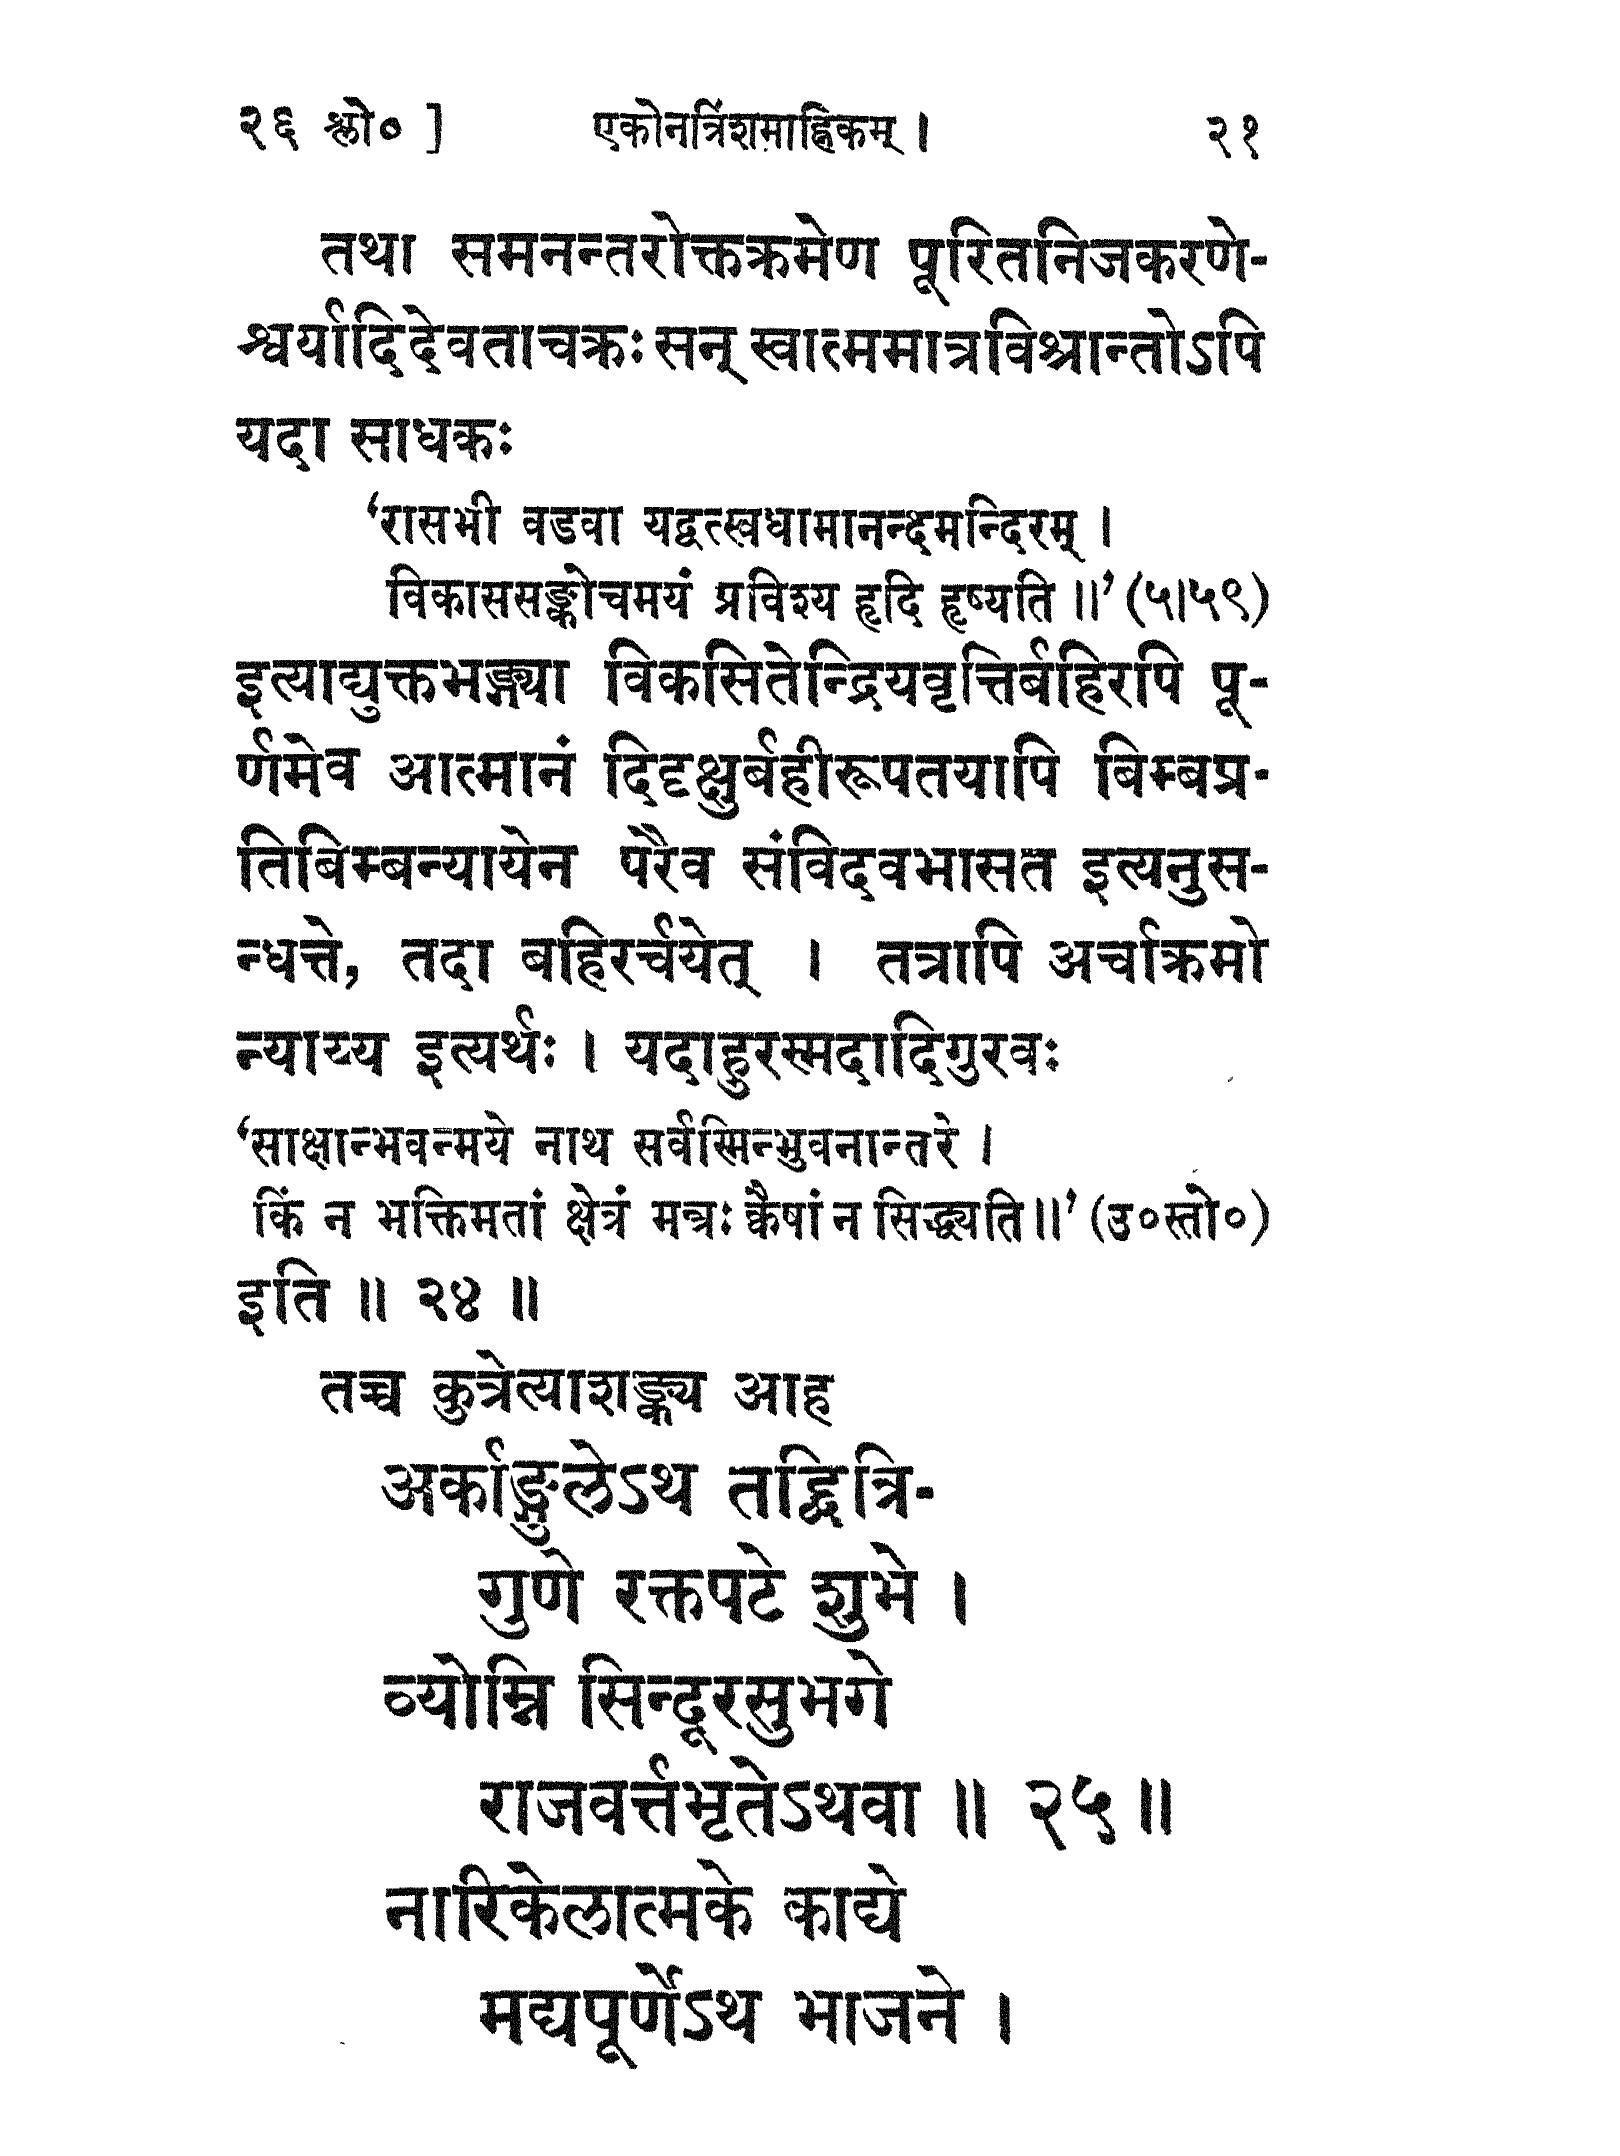 २६ श्लो० ] एकोनत्रिंशमाह्निकम् । २१
तथा समनन्तरोक्तक्रमेण पूरितनिजकरणे-
श्वर्यादिदेवताचक्रः सन् स्वात्ममात्रविश्रान्तोऽपि
यदा साधकः
‘रासभी वडवा यद्वत्स्वधामानन्दमन्दिरम् ।
विकाससङ्कोचमयं प्रविश्य हृदि हृष्यति ॥’ (५।५९)
इत्याद्युक्तभङ्ग्या विकसितेन्द्रियवृत्तिर्बहिरपि पू-
र्णमेव आत्मानं दिदृक्षुर्बहीरूपतयापि बिम्बप्र-
तिबिम्बन्यायेन परैव संविदवभासत इत्यनुस-
न्धत्ते, तदा बहिरर्चयेत् । तत्रापि अर्चाक्रमो
न्याय्य इत्यर्थः । यदाहुरस्मदादिगुरवः
‘साक्षान्भवन्मये नाथ सर्वस्मिन्भुवनान्तरे ।
किं न भक्तिमतां क्षेत्रं मन्त्रः क्वैषां न सिद्ध्यति॥’ (उ०स्तो०)
इति ॥ २४ ॥
तच्च कुत्रेत्याशङ्क्य आह
अर्काङ्गुलेऽथ तद्द्वित्रि-
गुणे रक्तपटे शुभे ।
व्योम्नि सिन्दूरसुभगे
राजवर्त्तभृतेऽथवा ॥ २५ ॥
नारिकेलात्मके काद्ये
मद्यपूर्णेऽथ भाजने ।